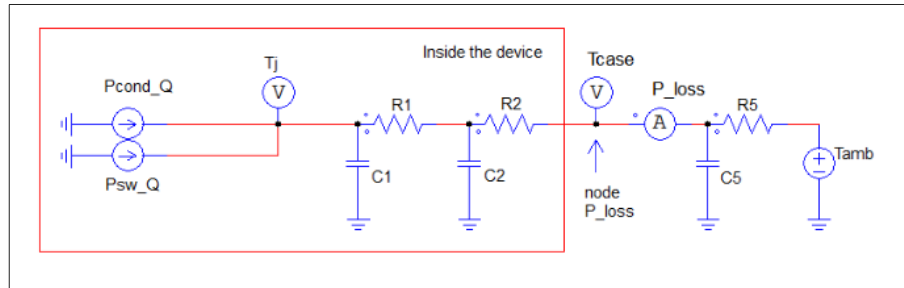 Inside the device
Tj
Tcase
Pcond_Q
P_loss
V
V
R1
R2
A
R5
Psw_Q
C1
C2
C5
Tamb
node
P_loss